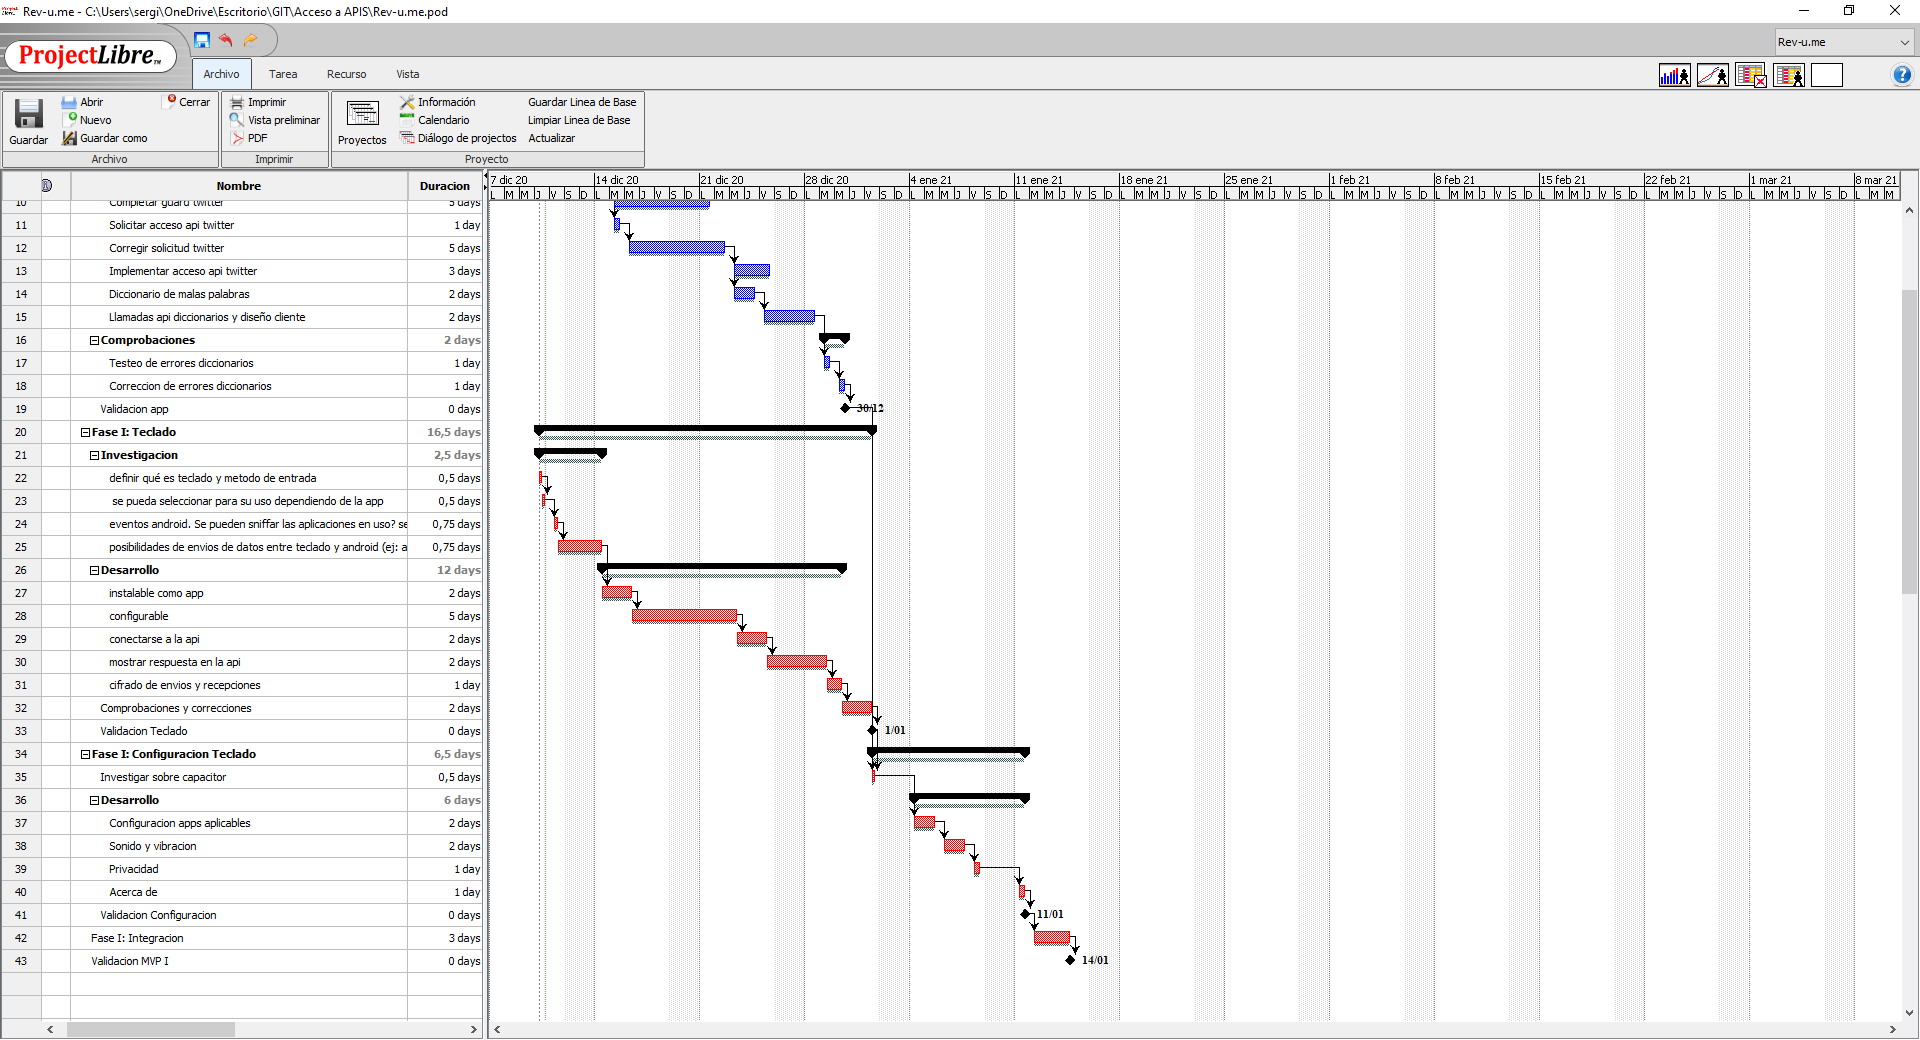 Rev-u.me - C:\Users\sergi\OneDrive\Escritorio\GIT\Acceso a APIS\Rev-u.me.pod
ProjectLibre™
Rev-u.me
Archivo Tarea Recurso Vista
Guardar
Abrir
Nuevo
Guardar como
Cerrar
Archivo
Imprimir
Vista preliminar
PDF
Imprimir
Proyectos
Información
Calendario
Diálogo de projectos
Guardar Linea de Base
Limpiar Linea de Base
Actualizar
Proyecto
Nombre Duracion
7 dic 20 14 dic 20 21 dic 20 28 dic 20 4 ene 21 11 ene 21 18 ene 21 25 ene 21 1 feb 21 8 feb 21 15 feb 21 22 feb 21 1 mar 21 8 mar 21
L M M J V S D L M M J V S D L M M J V S D L M M J V S D L M M J V S D L M M J V S D L M M J V S D L M M J V S D L M M J V S D L M M J V S D L M M J V S D L M M J V S D L M M J V S D L M M
10 Completar guard twitter 5 days
11 Solicitar acceso api twitter 1 day
12 Corregir solicitud twitter 5 days
13 Implementar acceso api twitter 3 days
14 Diccionario de malas palabras 2 days
15 Llamadas api diccionarios y diseño cliente 2 days
16 Comprobaciones 2 days
17 Testeo de errores diccionarios 1 day
18 Correccion de errores diccionarios 1 day
19 Validacion app 0 days 30/12
20 Fase I: Teclado 16,5 days
21 Investigacion 2,5 days
22 definir qué es teclado y metodo de entrada 0,5 days
23 se pueda seleccionar para su uso dependiendo de la app 0,5 days
24 eventos android. Se pueden sniffar las aplicaciones en uso? se 0,75 days
25 posibilidades de envios de datos entre teclado y android (ej: a 0,75 days
26 Desarrollo 12 days
27 instalable como app 2 days
28 configurable 5 days
29 conectarse a la api 2 days
30 mostrar respuesta en la api 2 days
31 cifrado de envios y recepciones 1 day
32 Comprobaciones y correcciones 2 days
33 Validacion Teclado 0 days 1/01
34 Fase I: Configuracion Teclado 6,5 days
35 Investigar sobre capacitor 0,5 days
36 Desarrollo 6 days
37 Configuracion apps aplicables 2 days
38 Sonido y vibracion 2 days
39 Privacidad 1 day
40 Acerca de 1 day
41 Validacion Configuracion 0 days 11/01
42 Fase I: Integracion 3 days
43 Validacion MVP I 0 days 14/01